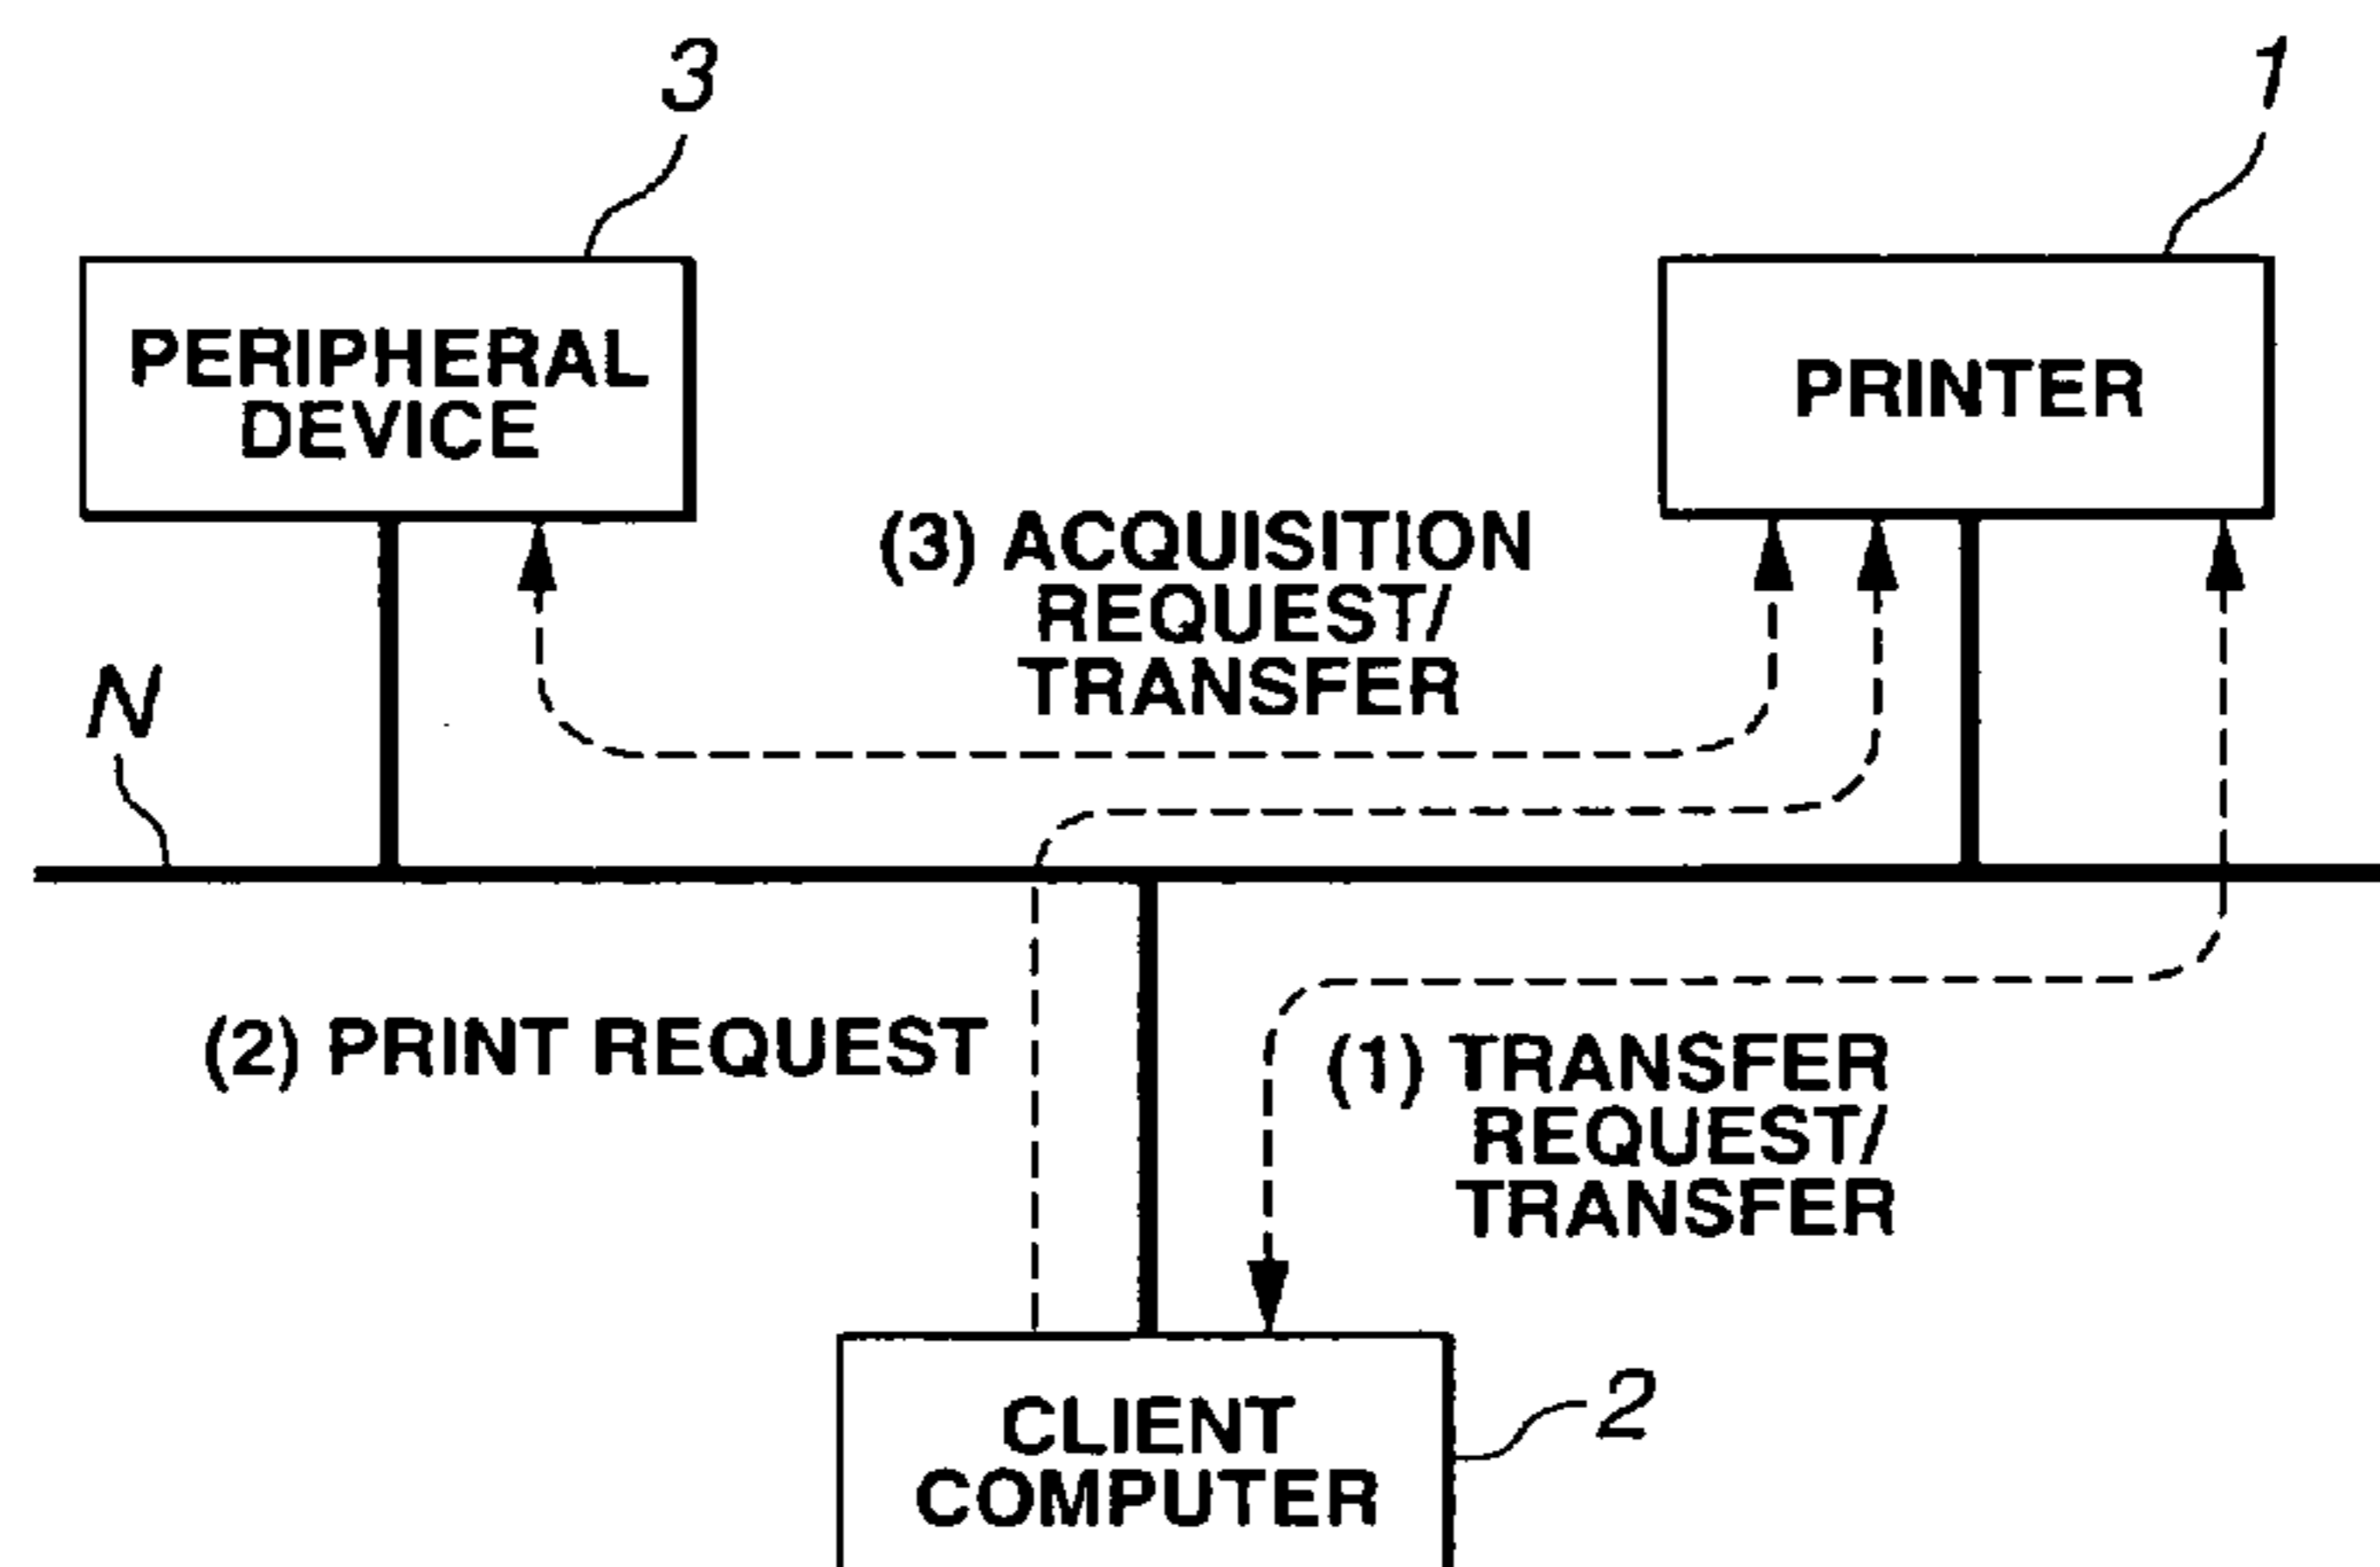 3
1
PERIPHERAL
DEVICE
PRINTER
(3) ACQUISITION
REQUEST/
TRANSFER
N
(2) PRINT REQUEST
(1) TRANSFER
REQUEST/
TRANSFER
CLIENT
COMPUTER
2